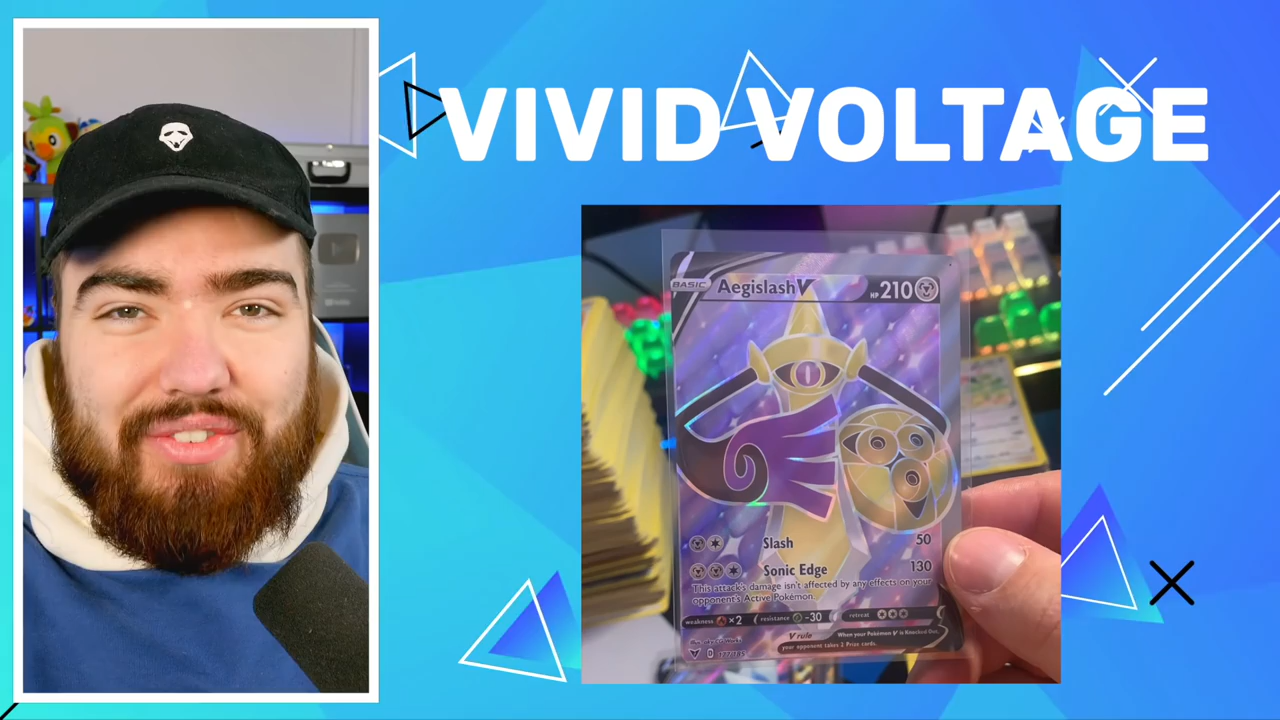 VIVID VOLTAGE
BASIC AegislashV HP 210
Slash 50
Sonic Edge 130
This attack's damage isn't affected by any effects on your
opponent's Active Pokémon.
weakness ×2 resistance -30 retreat
V rule When your Pokémon V is Knocked Out,
your opponent takes 2 Prize cards.